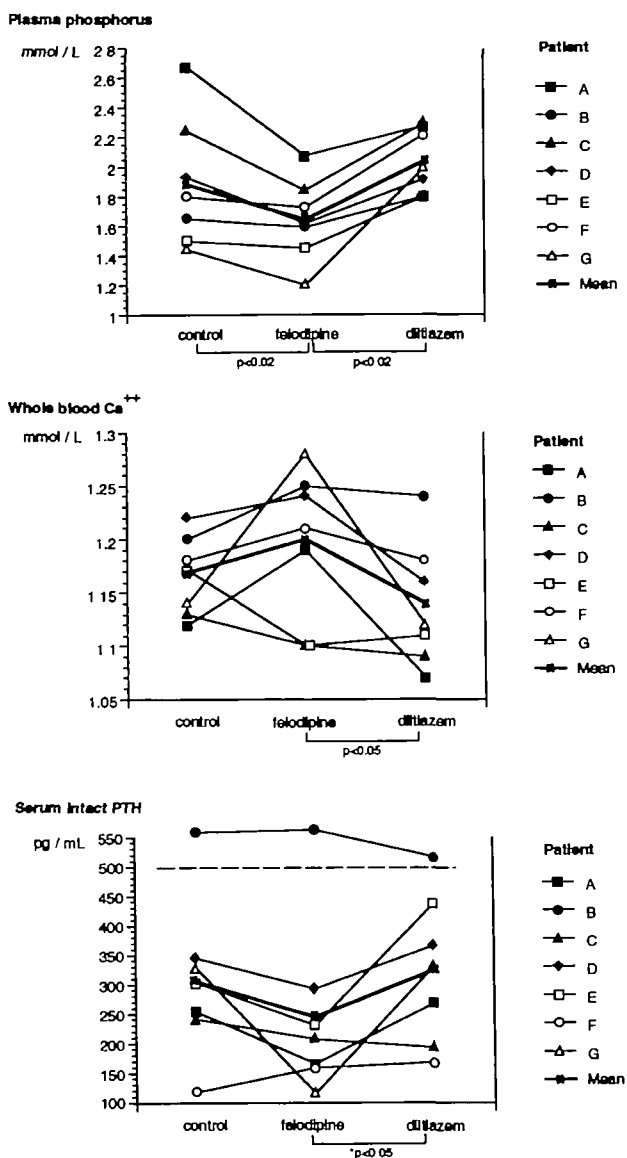 Plasma phosphorus
mmol / L
2.8
2.6
2.4
2.2
2
1.8
1.6
1.4
1.2
1
control felodipine diltiazem
p<0.02 p<0.02
Patient
A
B
C
D
E
F
G
Mean
Whole blood Ca++
mmol / L
1.3
1.25
1.2
1.15
1.1
1.05
control felodipine diltiazem
p<0.05
Patient
A
B
C
D
E
F
G
Mean
Serum Intact PTH
pg / mL
550
500
450
400
350
300
250
200
150
100
control felodipine diltiazem
*p<0.05
Patient
A
B
C
D
E
F
G
Mean